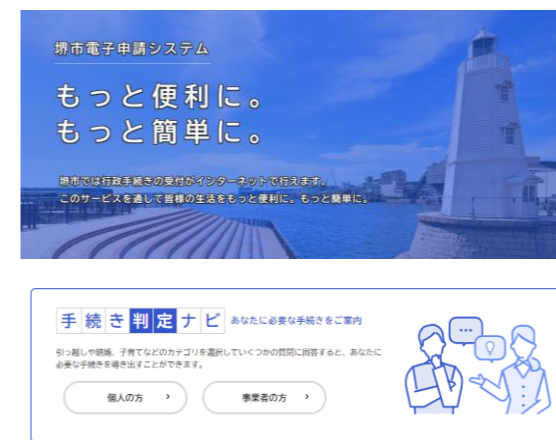 堺市電子申請システム
もっと便利に。
もっと簡単に。
堺市では行政手続きの受付がインターネットで行えます。
このサービスを通して皆様の生活をもっと便利に。もっと簡単に。
手続き判定ナビ あなたに必要な手続きをご案内
引っ越しや結婚、子育てなどのカテゴリを選択していくつかの質問に回答すると、あなたに
必要な手続きを導き出すことができます。
個人の方 › 事業者の方 ›